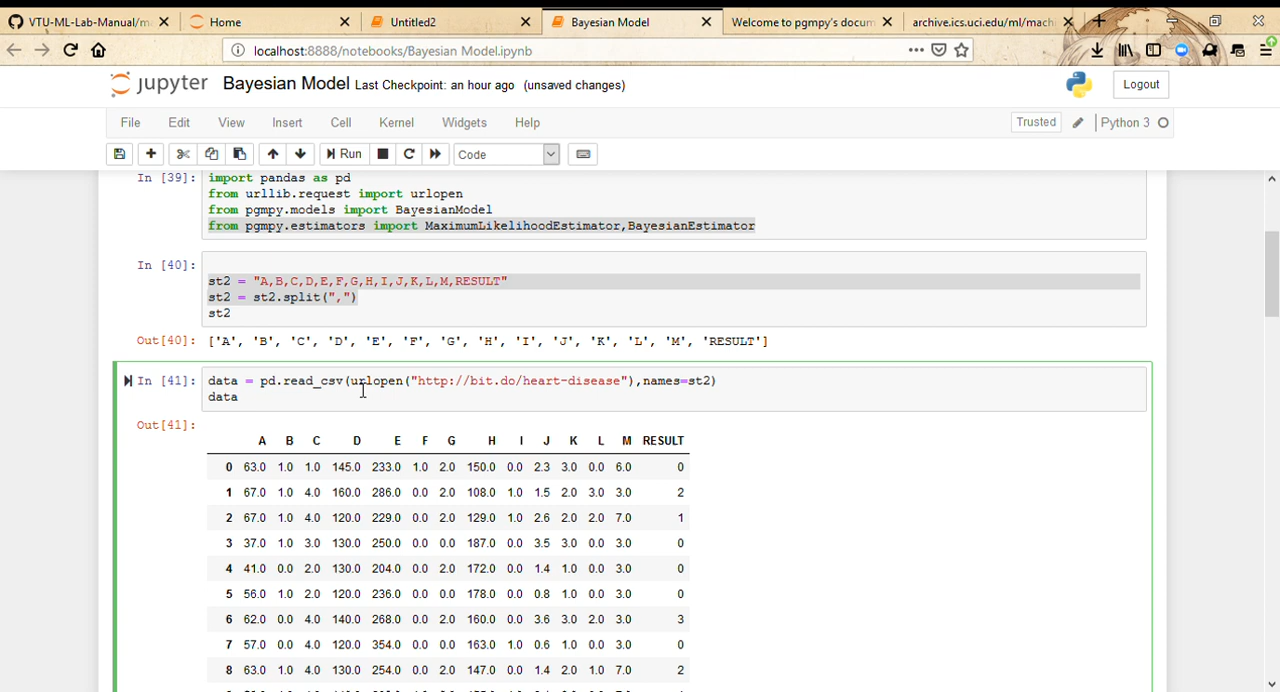 VTU-ML-Lab-Manual/ma Home Untitled2 Bayesian Model Welcome to pgmpy's docum archive.ics.uci.edu/ml/machi
localhost:8888/notebooks/Bayesian Model.ipynb
jupyter Bayesian Model Last Checkpoint: an hour ago (unsaved changes) Logout
File Edit View Insert Cell Kernel Widgets Help Trusted Python 3
Run Code
In [39]: import pandas as pd
from urllib.request import urlopen
from pgmpy.models import BayesianModel
from pgmpy.estimators import MaximumLikelihoodEstimator,BayesianEstimator
In [40]:
st2 = "A,B,C,D,E,F,G,H,I,J,K,L,M,RESULT"
st2 = st2.split(",")
st2
Out[40]: ['A', 'B', 'C', 'D', 'E', 'F', 'G', 'H', 'I', 'J', 'K', 'L', 'M', 'RESULT']
In [41]: data = pd.read_csv(urlopen("http://bit.do/heart-disease"),names=st2)
data
Out[41]:
A B C D E F G H I J K L M RESULT
0 63.0 1.0 1.0 145.0 233.0 1.0 2.0 150.0 0.0 2.3 3.0 0.0 6.0 0
1 67.0 1.0 4.0 160.0 286.0 0.0 2.0 108.0 1.0 1.5 2.0 3.0 3.0 2
2 67.0 1.0 4.0 120.0 229.0 0.0 2.0 129.0 1.0 2.6 2.0 2.0 7.0 1
3 37.0 1.0 3.0 130.0 250.0 0.0 0.0 187.0 0.0 3.5 3.0 0.0 3.0 0
4 41.0 0.0 2.0 130.0 204.0 0.0 2.0 172.0 0.0 1.4 1.0 0.0 3.0 0
5 56.0 1.0 2.0 120.0 236.0 0.0 0.0 178.0 0.0 0.8 1.0 0.0 3.0 0
6 62.0 0.0 4.0 140.0 268.0 0.0 2.0 160.0 0.0 3.6 3.0 2.0 3.0 3
7 57.0 0.0 4.0 120.0 354.0 0.0 0.0 163.0 1.0 0.6 1.0 0.0 3.0 0
8 63.0 1.0 4.0 130.0 254.0 0.0 2.0 147.0 0.0 1.4 2.0 1.0 7.0 2